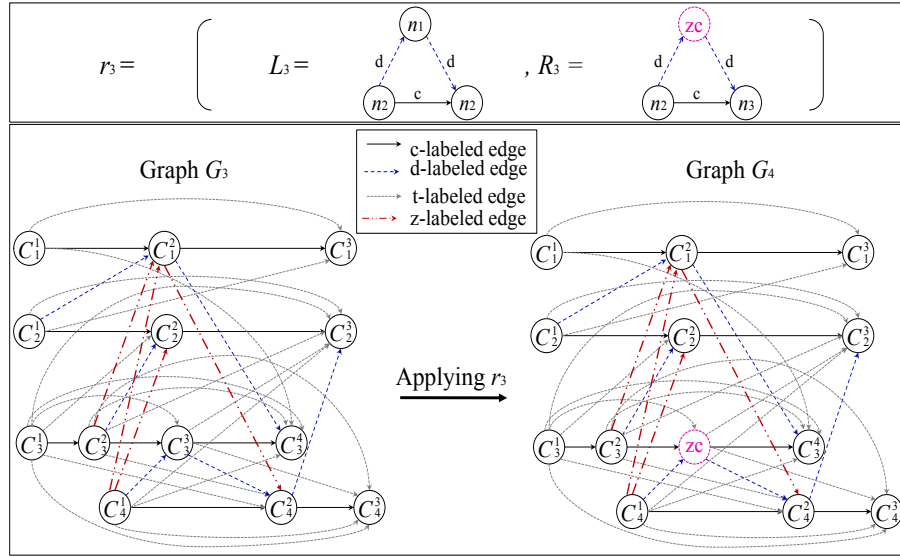 n₁
zc
r₃ = L₃ = d d , R₃ = d d
c c
n₂ n₂ n₂ n₃
c-labeled edge
d-labeled edge
t-labeled edge
z-labeled edge
Graph G₃ Graph G₄
C₁¹ C₁² C₁³ C₁¹ C₁² C₁³
C₂¹ C₂² C₂³ C₂¹ C₂² C₂³
Applying r₃
C₃¹ C₃² C₃³ C₃⁴ C₃¹ C₃² zc C₃⁴
C₄¹ C₄² C₄³ C₄¹ C₄² C₄³